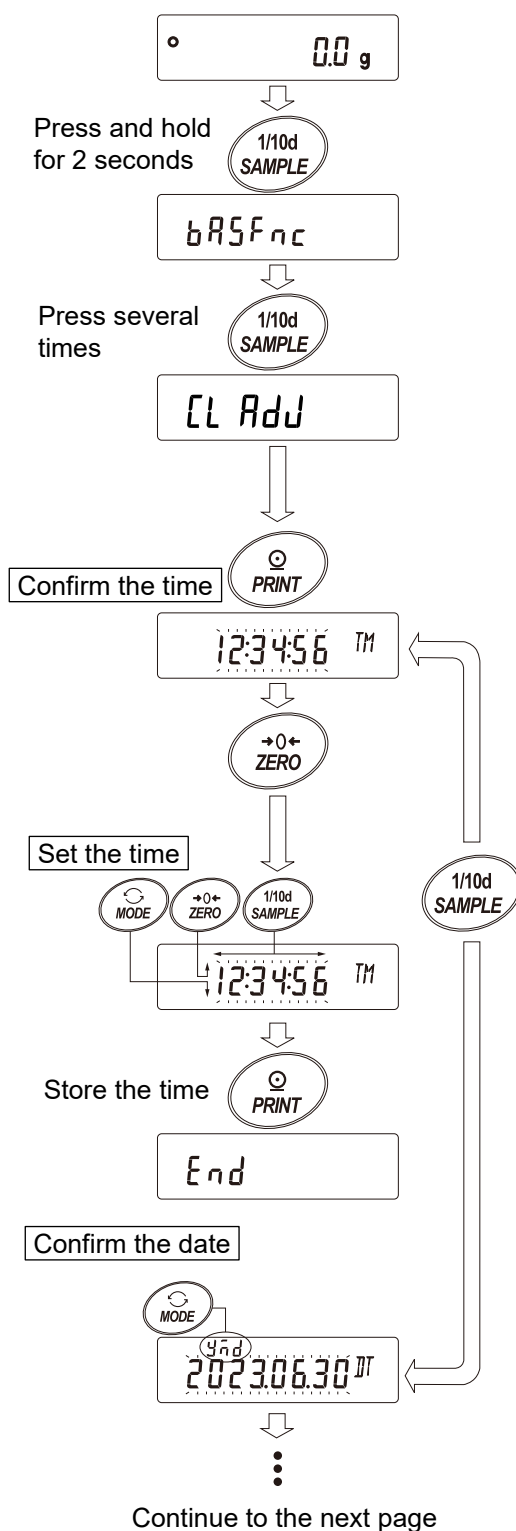 0.0 g
Press and hold
for 2 seconds
1/10d
SAMPLE
bASFnc
Press several
times
1/10d
SAMPLE
CL AdJ
PRINT
Confirm the time
12:34:56 TM
→0←
ZERO
Set the time
MODE
→0←
ZERO
1/10d
SAMPLE
1/10d
SAMPLE
12:34:56 TM
Store the time
PRINT
End
Confirm the date
MODE
ymd
2023.06.30 DT
Continue to the next page